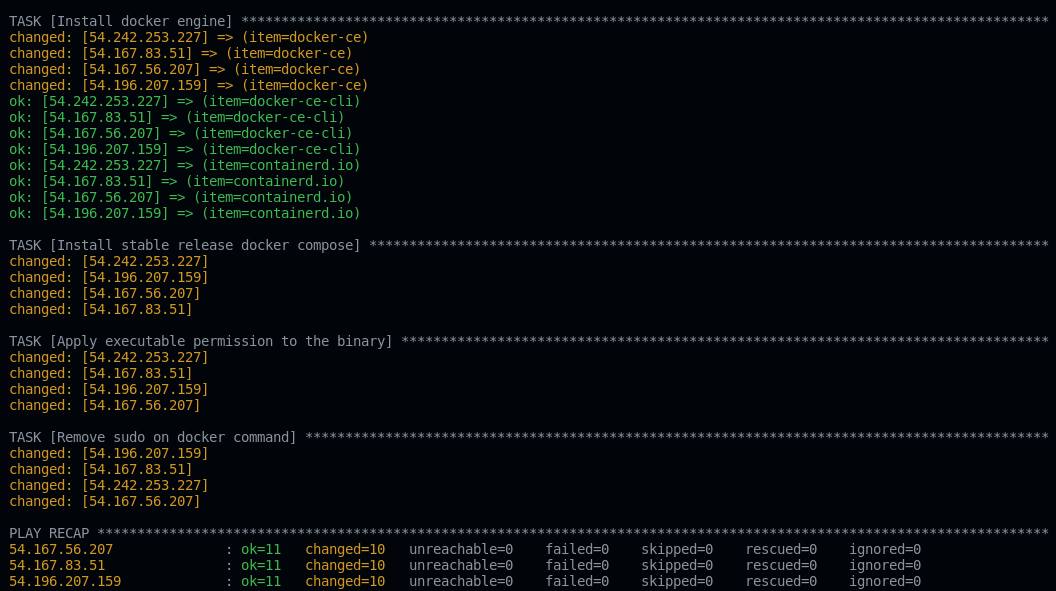 TASK [Install docker engine] *****************************************************************************************************
changed: [54.242.253.227] => (item=docker-ce)
changed: [54.167.83.51] => (item=docker-ce)
changed: [54.167.56.207] => (item=docker-ce)
changed: [54.196.207.159] => (item=docker-ce)
ok: [54.242.253.227] => (item=docker-ce-cli)
ok: [54.167.83.51] => (item=docker-ce-cli)
ok: [54.167.56.207] => (item=docker-ce-cli)
ok: [54.196.207.159] => (item=docker-ce-cli)
ok: [54.242.253.227] => (item=containerd.io)
ok: [54.167.83.51] => (item=containerd.io)
ok: [54.167.56.207] => (item=containerd.io)
ok: [54.196.207.159] => (item=containerd.io)
TASK [Install stable release docker compose] *************************************************************************************
changed: [54.242.253.227]
changed: [54.196.207.159]
changed: [54.167.56.207]
changed: [54.167.83.51]
TASK [Apply executable permission to the binary] *********************************************************************************
changed: [54.242.253.227]
changed: [54.167.83.51]
changed: [54.196.207.159]
changed: [54.167.56.207]
TASK [Remove sudo on docker command] *********************************************************************************************
changed: [54.196.207.159]
changed: [54.167.83.51]
changed: [54.242.253.227]
changed: [54.167.56.207]
PLAY RECAP ***********************************************************************************************************************
54.167.56.207              : ok=11   changed=10   unreachable=0    failed=0    skipped=0    rescued=0    ignored=0
54.167.83.51               : ok=11   changed=10   unreachable=0    failed=0    skipped=0    rescued=0    ignored=0
54.196.207.159             : ok=11   changed=10   unreachable=0    failed=0    skipped=0    rescued=0    ignored=0